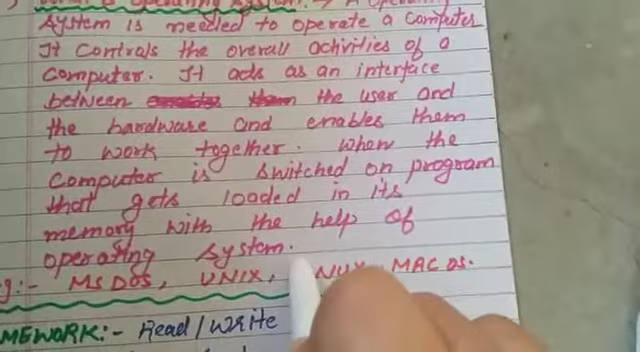 System is needed to operate a Computer
It Controls the overall activities of a
Computer. It acts as an interface
between the user and
the hardware and enables them
to work together. When the
Computer is switched on program
that gets loaded in its
memory with the help of
operating system.
g:- MS DOS, UNIX, NUX, MAC OS.
MEWORK:- Read/Write